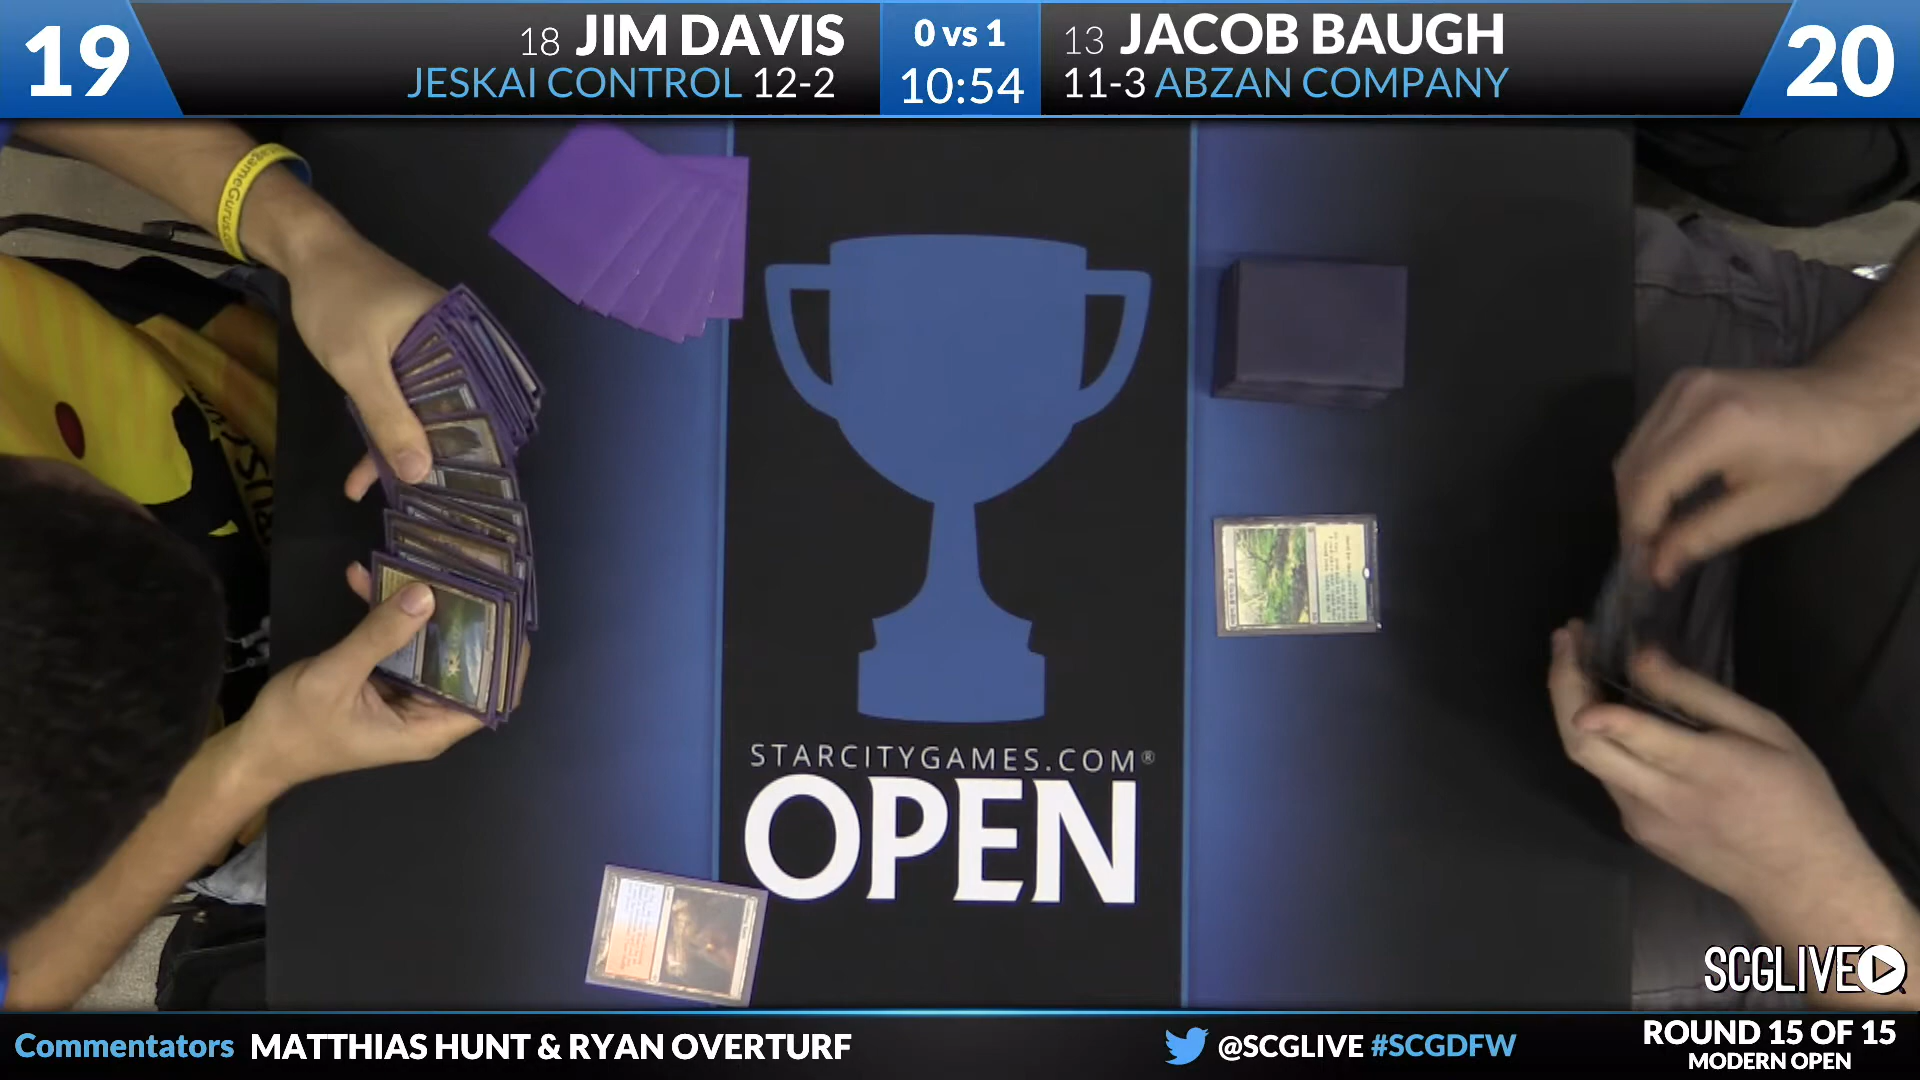 19
18 JIM DAVIS
JESKAI CONTROL 12-2
0 vs 1
10:54
13 JACOB BAUGH
11-3 ABZAN COMPANY
20
STARCITYGAMES.COM®
OPEN
SCGLIVE
Commentators MATTHIAS HUNT & RYAN OVERTURF
@SCGLIVE #SCGDFW
ROUND 15 OF 15
MODERN OPEN